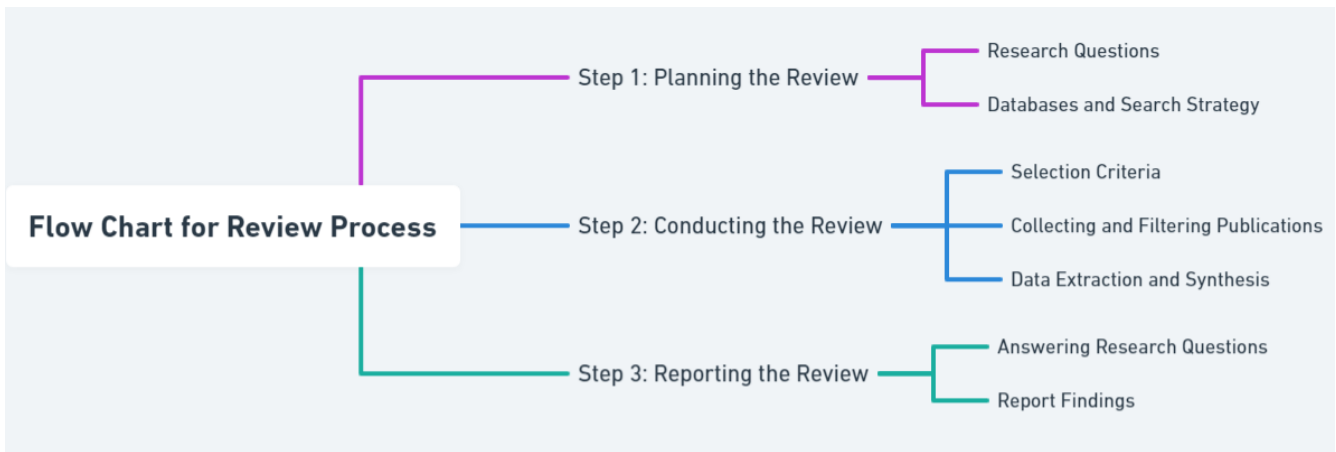 Flow Chart for Review Process
Step 1: Planning the Review
Research Questions
Databases and Search Strategy
Step 2: Conducting the Review
Selection Criteria
Collecting and Filtering Publications
Data Extraction and Synthesis
Step 3: Reporting the Review
Answering Research Questions
Report Findings